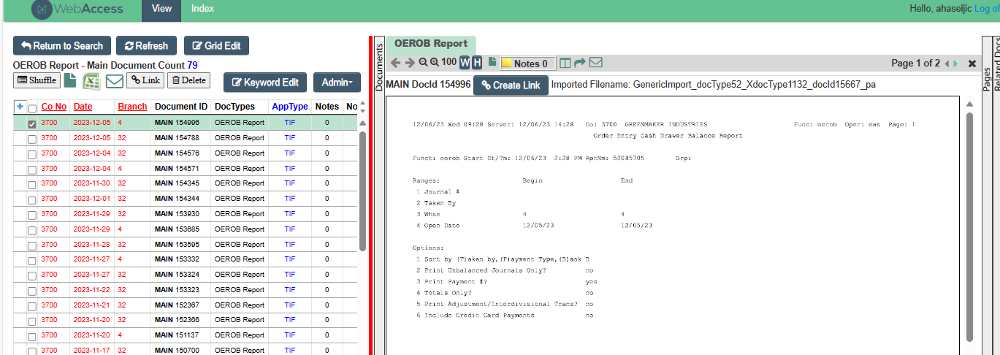 WebAccess View Index Hello, ahaseljic Log of
Return to Search Refresh Grid Edit
OEROB Report - Main Document Count 79
Shuffle Link Delete Keyword Edit Admin
Co No Date Branch Document ID DocTypes AppType Notes No
3700 2023-12-05 4 MAIN 154996 OEROB Report TIF 0
3700 2023-12-05 32 MAIN 154788 OEROB Report TIF 0
3700 2023-12-04 32 MAIN 154576 OEROB Report TIF 0
3700 2023-12-04 4 MAIN 154571 OEROB Report TIF 0
3700 2023-11-30 32 MAIN 154345 OEROB Report TIF 0
3700 2023-12-01 32 MAIN 154344 OEROB Report TIF 0
3700 2023-11-29 32 MAIN 153930 OEROB Report TIF 0
3700 2023-11-29 4 MAIN 153685 OEROB Report TIF 0
3700 2023-11-28 32 MAIN 153595 OEROB Report TIF 0
3700 2023-11-27 4 MAIN 153332 OEROB Report TIF 0
3700 2023-11-27 32 MAIN 153324 OEROB Report TIF 0
3700 2023-11-22 32 MAIN 153323 OEROB Report TIF 0
3700 2023-11-21 32 MAIN 152367 OEROB Report TIF 0
3700 2023-11-20 32 MAIN 152366 OEROB Report TIF 0
3700 2023-11-20 4 MAIN 151137 OEROB Report TIF 0
3700 2023-11-17 32 MAIN 150700 OEROB Report TIF 0
Documents
OEROB Report
100 W H Notes 0 Page 1 of 2
MAIN DocId 154996 Create Link Imported Filename: GenericImport_docType52_XdocType1132_docId15667_pa
12/06/23 Wed 09:28 Server: 12/06/23 14:28 Co: 3700 GREENMAKER INDUSTRIES Func: oerob Oper: eas Page: 1
Order Entry Cash Drawer Balance Report
Funct: oerob Start Dt/Tm: 12/06/23 2:28 PM RptNm: 52085705 Grp:
Ranges: Begin End
1 Journal #
2 Taken By
3 Whse 4 4
4 Open Date 12/05/23 12/05/23
Options:
1 Sort by (T)aken by,(P)ayment Type,(B)ank B
2 Print Unbalanced Journals Only? no
3 Print Payment #? yes
4 Totals Only? no
5 Print Adjustment/Interdivisional Trans? no
6 Include Credit Card Payments no
Pages
Related Docs